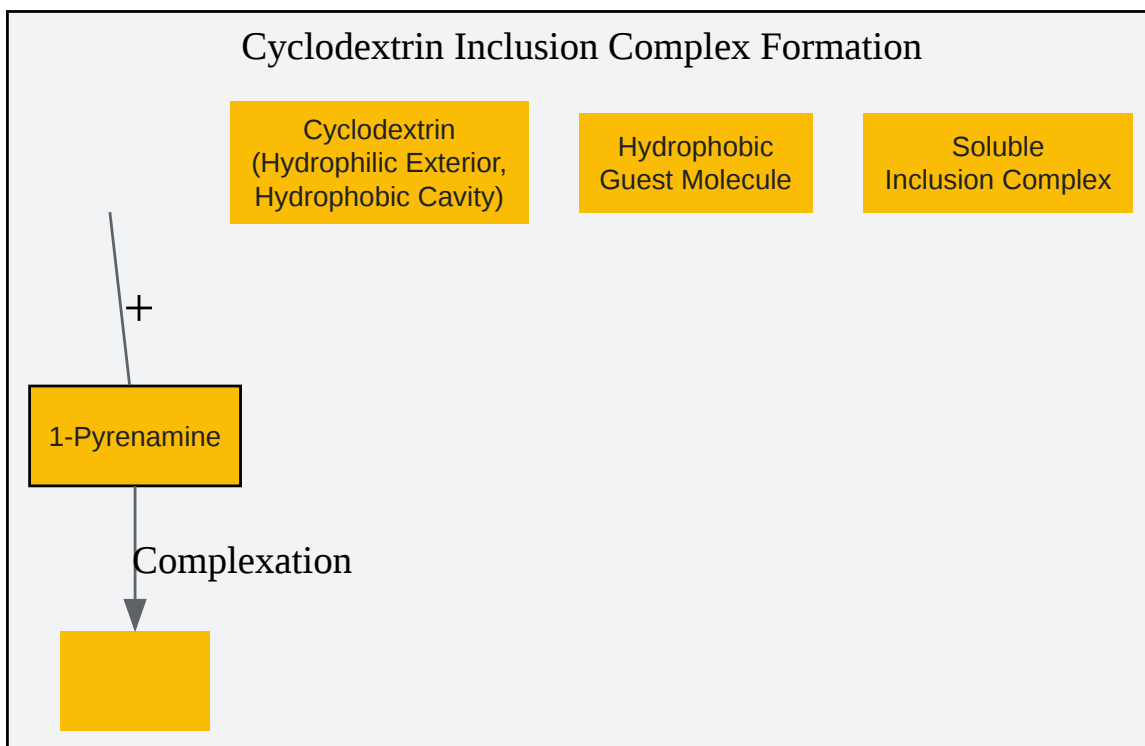 Cyclodextrin Inclusion Complex Formation
Cyclodextrin
(Hydrophilic Exterior,
Hydrophobic Cavity)
Hydrophobic
Guest Molecule
Soluble
Inclusion Complex
+
1-Pyrenamine
Complexation